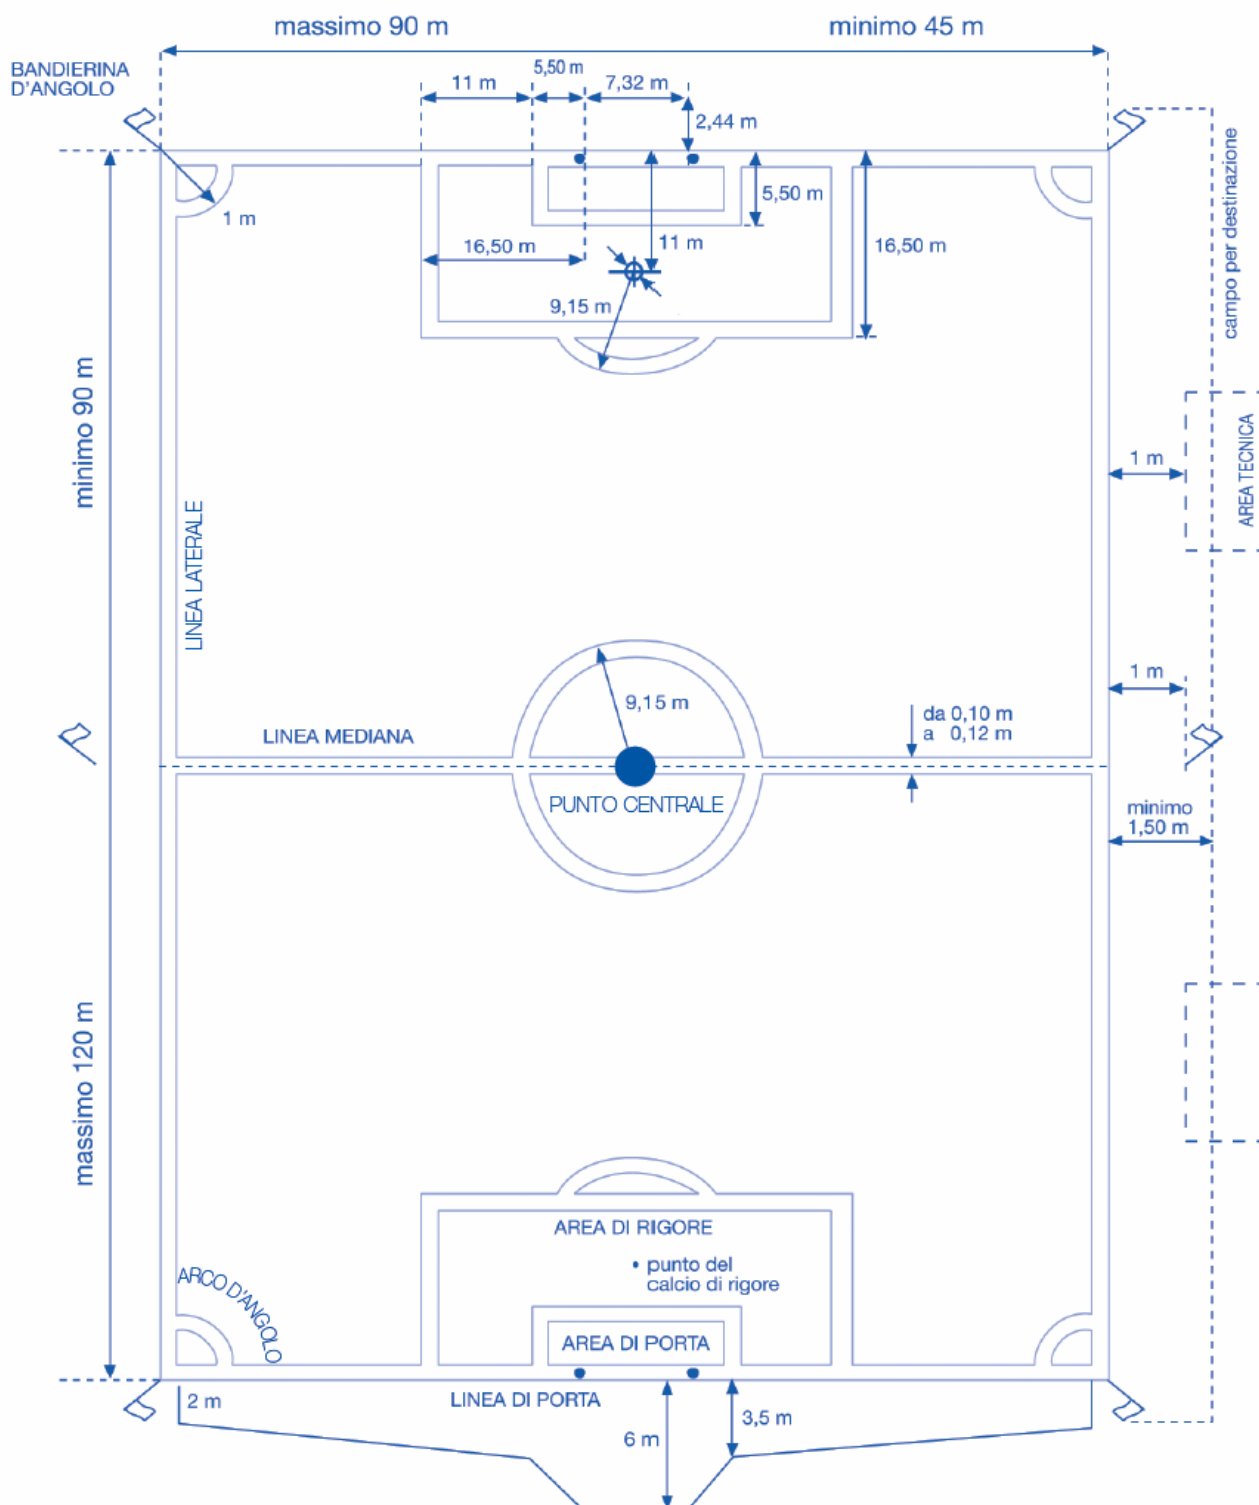 massimo 90 m
minimo 45 m
BANDIERINA
D'ANGOLO
5,50 m
11 m
7,32 m
2,44 m
campo per destinazione
1 m
5,50 m
16,50 m
11 m
16,50 m
9,15 m
minimo 90 m
AREA TECNICA
1 m
LINEA LATERALE
1 m
9,15 m
da 0,10 m
a 0,12 m
LINEA MEDIANA
PUNTO CENTRALE
minimo
1,50 m
massimo 120 m
AREA DI RIGORE
punto del
calcio di rigore
ARCO D'ANGOLO
AREA DI PORTA
2 m
LINEA DI PORTA
3,5 m
6 m